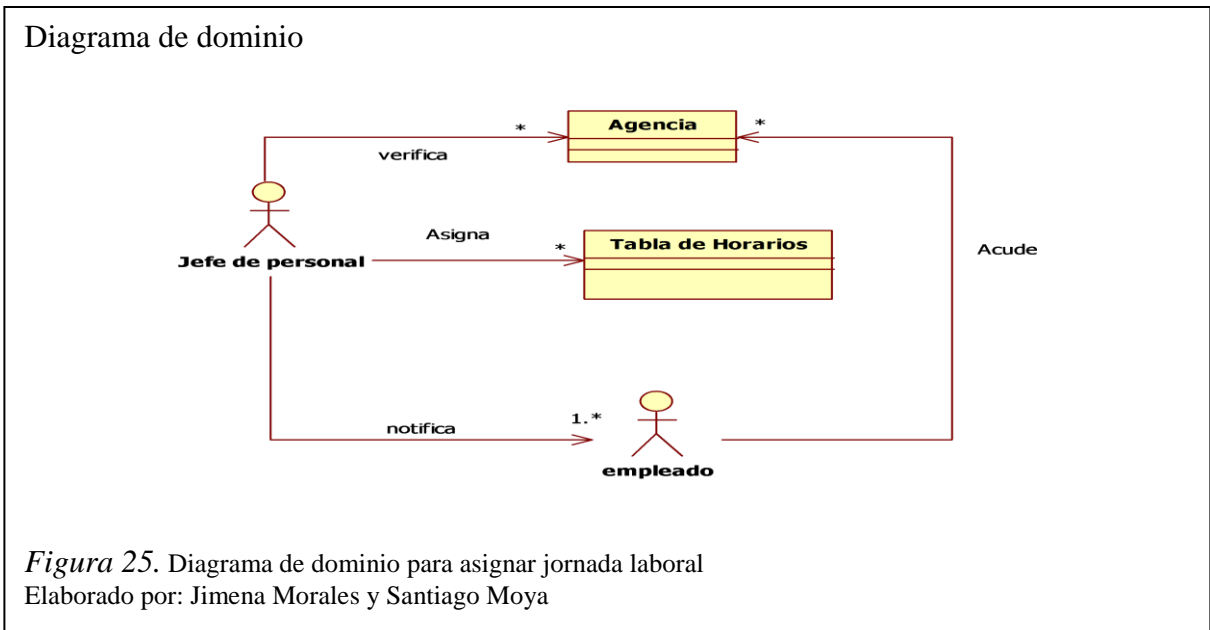 Diagrama de dominio
Agencia
*
*
verifica
Asigna
*
Tabla de Horarios
Acude
Jefe de personal
notifica
1.*
empleado
Figura 25. Diagrama de dominio para asignar jornada laboral
Elaborado por: Jimena Morales y Santiago Moya